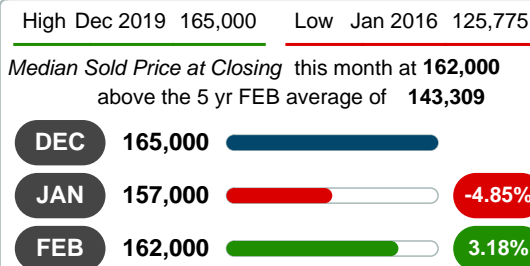 High Dec 2019 165,000 Low Jan 2016 125,775
Median Sold Price at Closing this month at 162,000
above the 5 yr FEB average of 143,309
DEC 165,000
JAN 157,000 -4.85%
FEB 162,000 3.18%